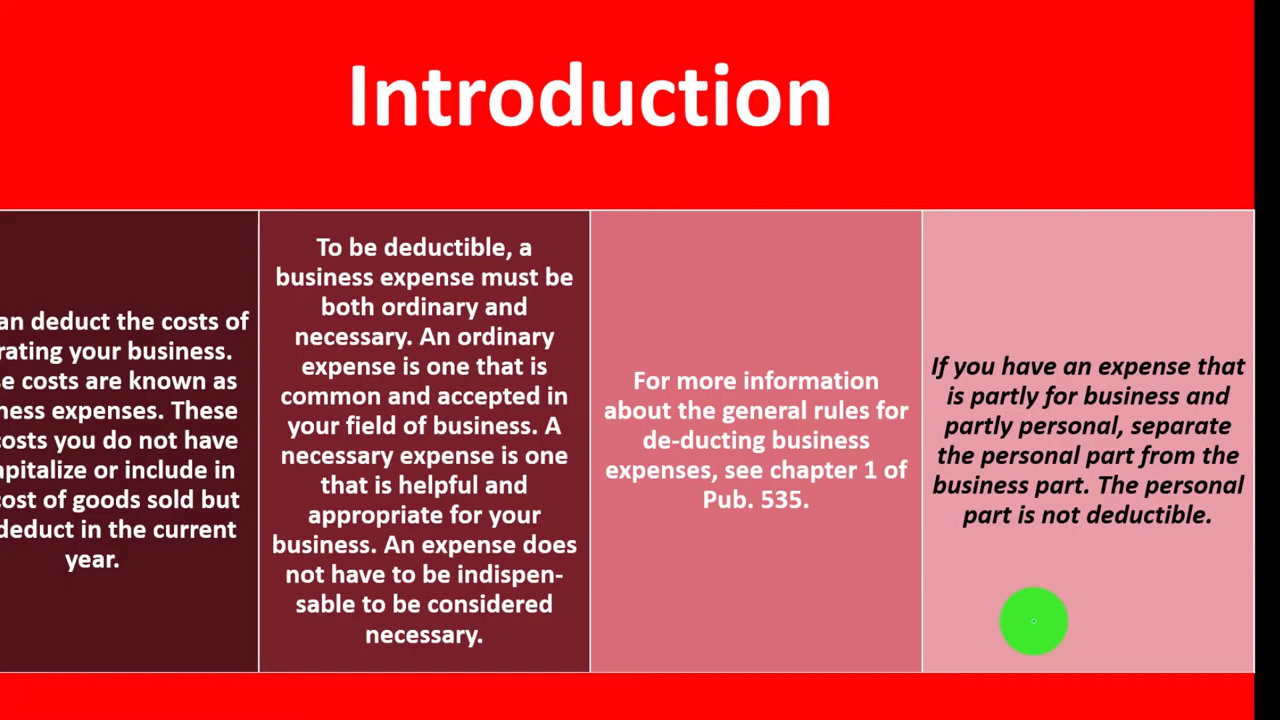 Introduction
an deduct the costs of
rating your business.
e costs are known as
ness expenses. These
costs you do not have
apitalize or include in
cost of goods sold but
deduct in the current
year.
To be deductible, a
business expense must be
both ordinary and
necessary. An ordinary
expense is one that is
common and accepted in
your field of business. A
necessary expense is one
that is helpful and
appropriate for your
business. An expense does
not have to be indispen-
sable to be considered
necessary.
For more information
about the general rules for
de-ducting business
expenses, see chapter 1 of
Pub. 535.
If you have an expense that
is partly for business and
partly personal, separate
the personal part from the
business part. The personal
part is not deductible.